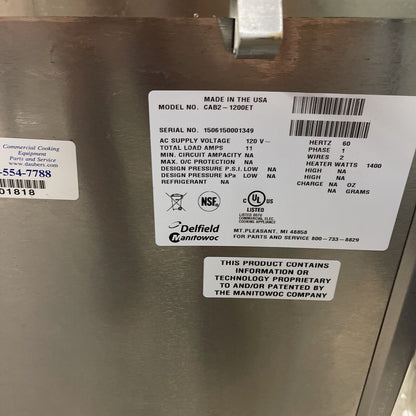 MADE IN THE USA
MODEL NO. CAB2-1200ET
SERIAL NO. 1506150001349
AC SUPPLY VOLTAGE 120 V~ HERTZ 60
TOTAL LOAD AMPS 11 PHASE 1
MIN. CIRCUIT AMPACITY NA WIRES 2
MAX. O/C PROTECTION NA HEATER WATTS 1400
DESIGN PRESSURE P.S.I. LOW NA HIGH NA
DESIGN PRESSURE kPa LOW NA HIGH NA
REFRIGERANT NA CHARGE NA OZ
NA GRAMS
NSF.
C UL US
LISTED
LISTED
COMMERCIAL ELEC.
COOKING APPLIANCE
Delfield
Manitowoc
MT.PLEASANT, MI 48858
FOR PARTS AND SERVICE 800-733-8829
THIS PRODUCT CONTAINS
INFORMATION OR
TECHNOLOGY PROPRIETARY
TO AND/OR PATENTED BY
THE MANITOWOC COMPANY
Commercial Cooking
Equipment
Parts and Service
www.daubers.com
-554-7788
01818